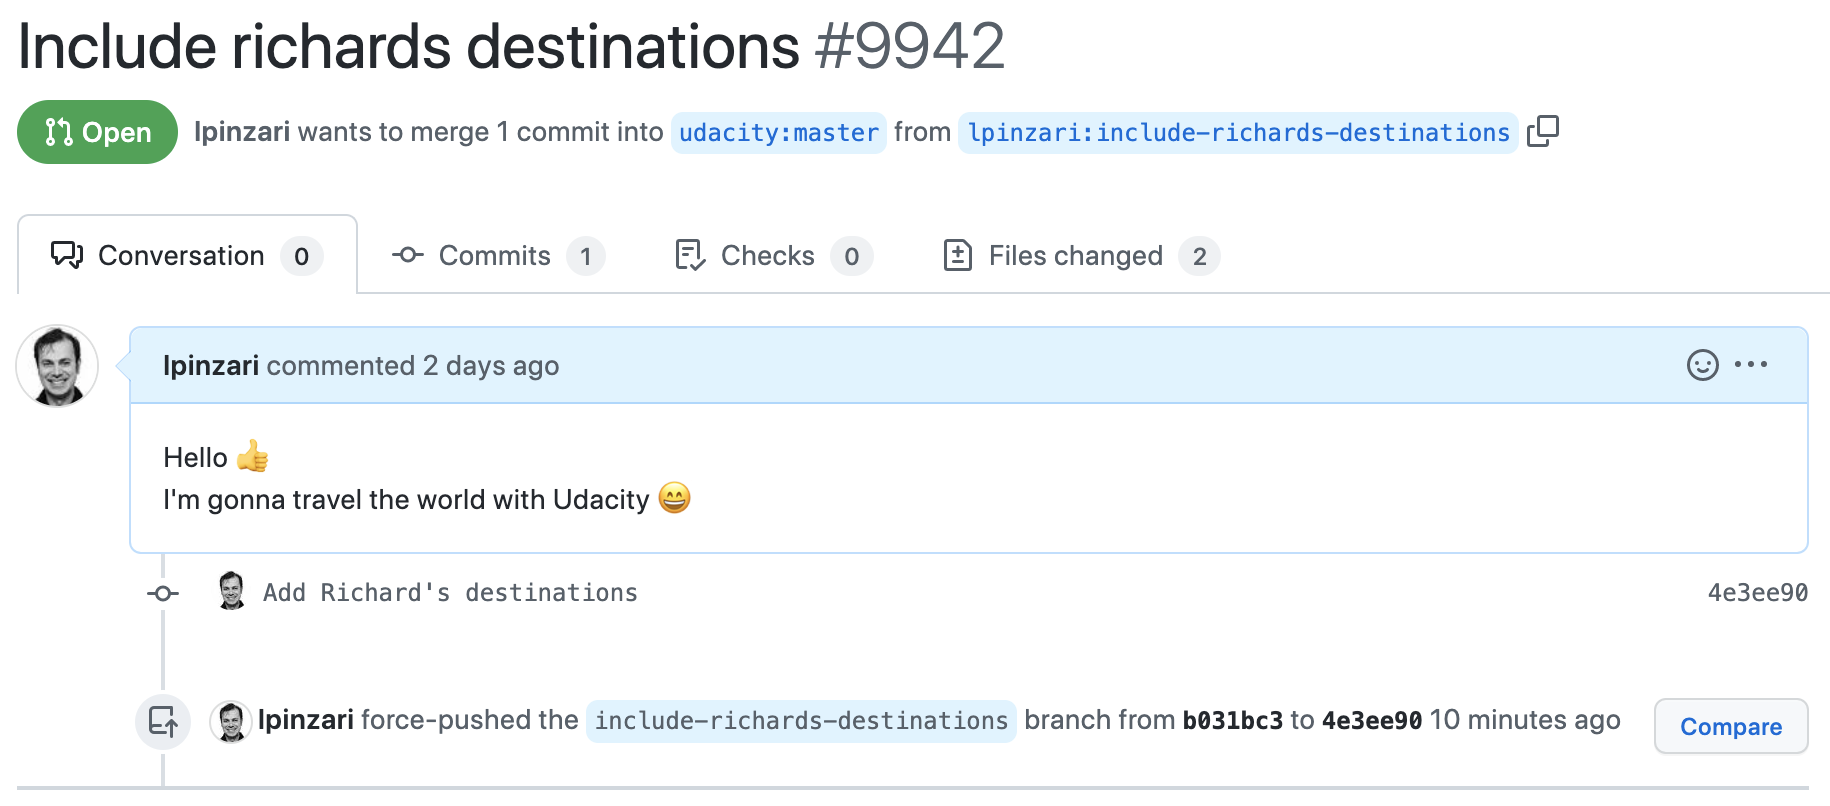 Include richards destinations #9942
Open lpinzari wants to merge 1 commit into udacity:master from lpinzari:include-richards-destinations
Conversation 0 Commits 1 Checks 0 Files changed 2
lpinzari commented 2 days ago
Hello 👍
I'm gonna travel the world with Udacity 😄
Add Richard's destinations 4e3ee90
lpinzari force-pushed the include-richards-destinations branch from b031bc3 to 4e3ee90 10 minutes ago Compare